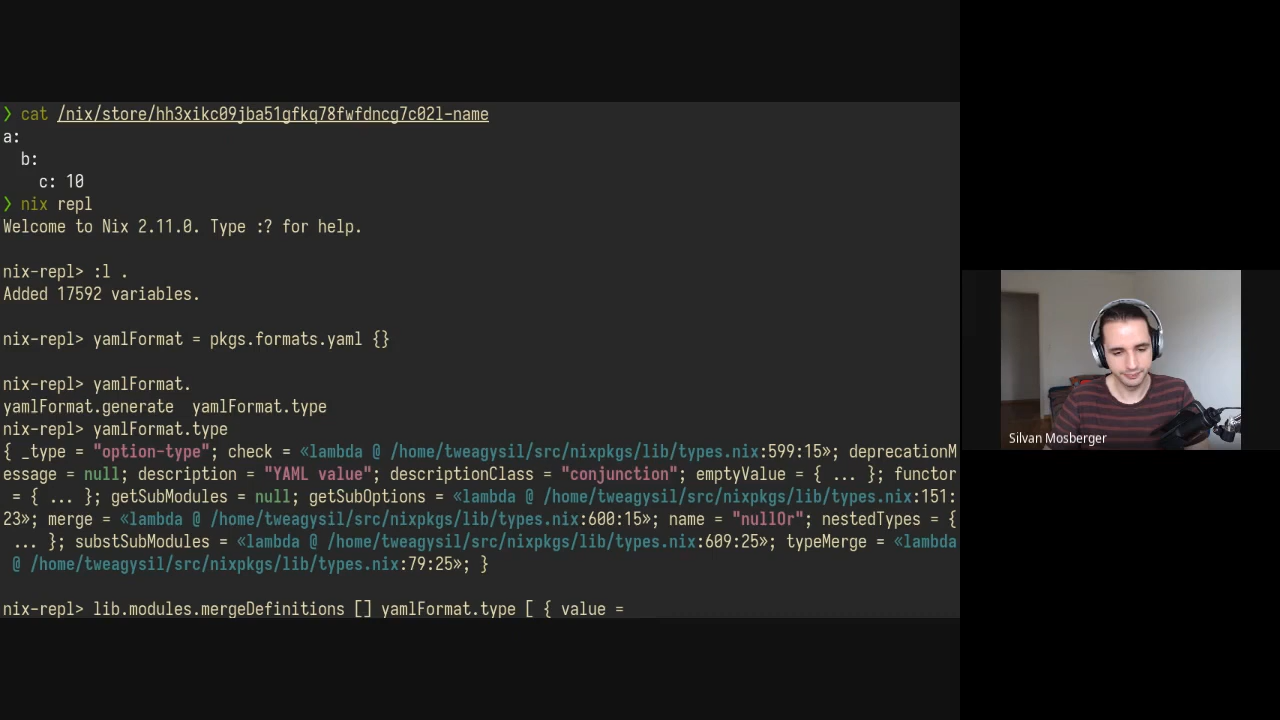 ❯ cat /nix/store/hh3xikc09jba51gfkq78fwfdncg7c02l-name
a:
  b:
    c: 10
❯ nix repl
Welcome to Nix 2.11.0. Type :? for help.

nix-repl> :l .
Added 17592 variables.

nix-repl> yamlFormat = pkgs.formats.yaml {}

nix-repl> yamlFormat.
yamlFormat.generate  yamlFormat.type
nix-repl> yamlFormat.type
{ _type = "option-type"; check = «lambda @ /home/tweagysil/src/nixpkgs/lib/types.nix:599:15»; deprecationM
essage = null; description = "YAML value"; descriptionClass = "conjunction"; emptyValue = { ... }; functor
 = { ... }; getSubModules = null; getSubOptions = «lambda @ /home/tweagysil/src/nixpkgs/lib/types.nix:151:
23»; merge = «lambda @ /home/tweagysil/src/nixpkgs/lib/types.nix:600:15»; name = "nullOr"; nestedTypes = {
 ... }; substSubModules = «lambda @ /home/tweagysil/src/nixpkgs/lib/types.nix:609:25»; typeMerge = «lambda
 @ /home/tweagysil/src/nixpkgs/lib/types.nix:79:25»; }

nix-repl> lib.modules.mergeDefinitions [] yamlFormat.type [ { value =
Silvan Mosberger